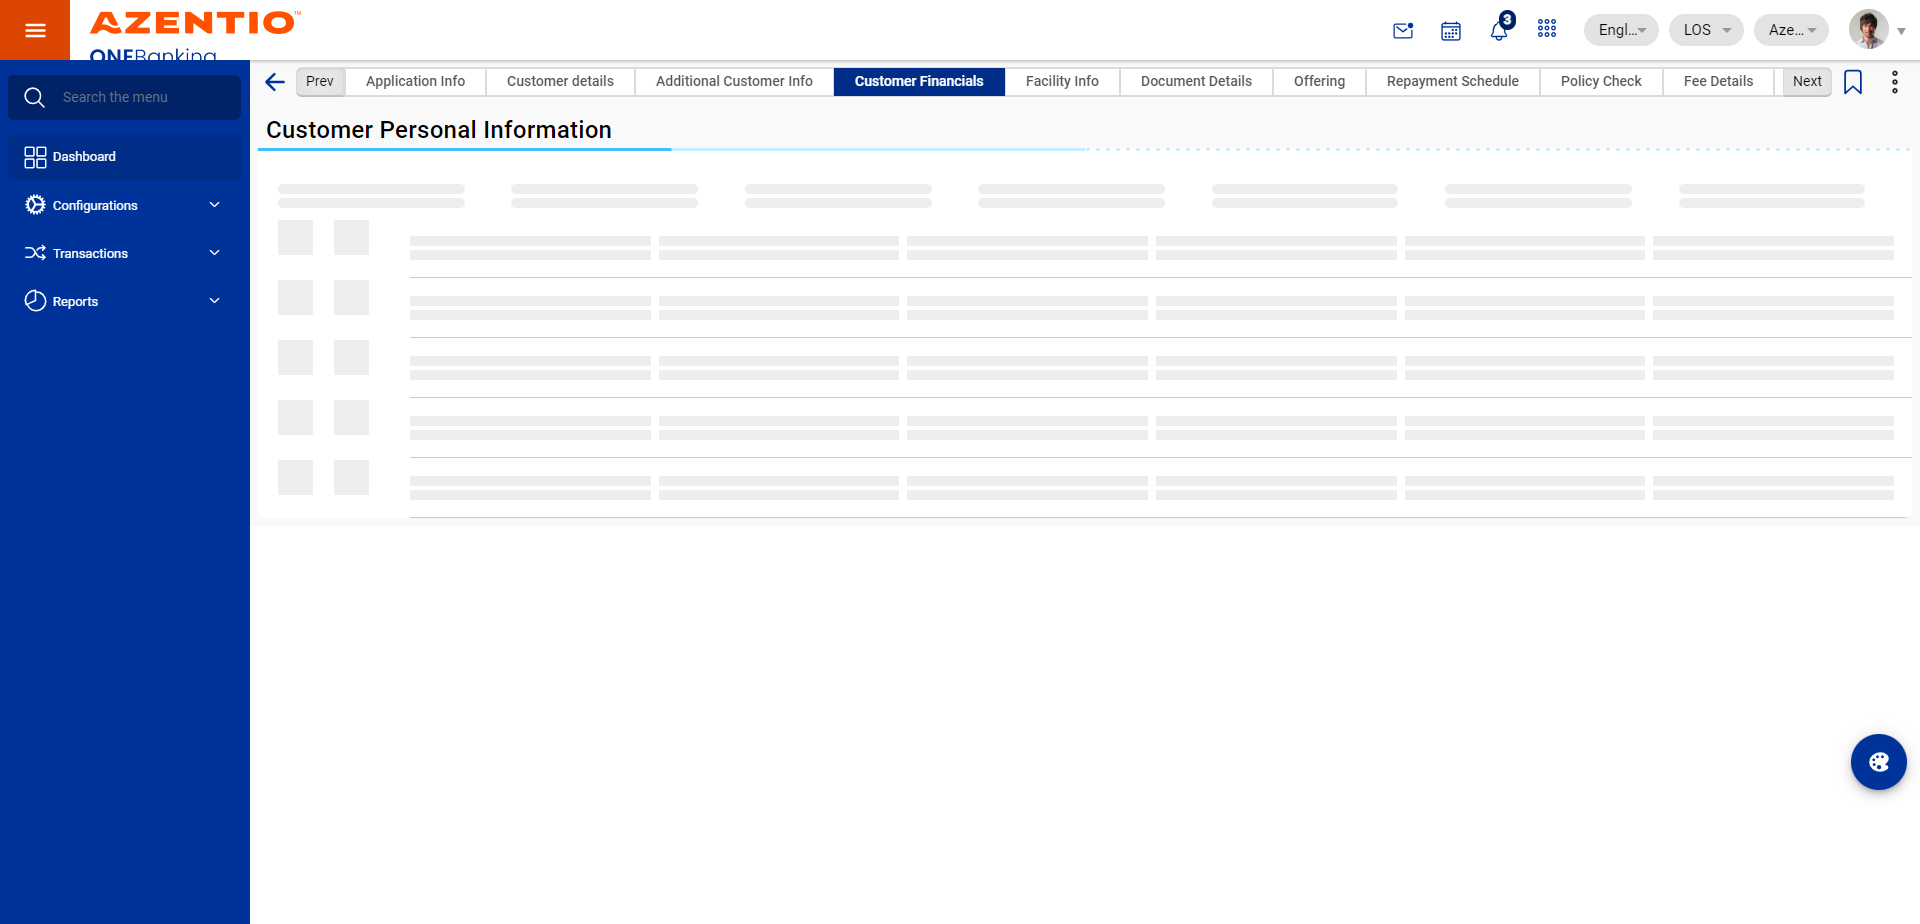 AZENTIO™
ONEBanking
3
Engl...
LOS
Aze...
Search the menu
Dashboard
Configurations
Transactions
Reports
Prev
Application Info
Customer details
Additional Customer Info
Customer Financials
Facility Info
Document Details
Offering
Repayment Schedule
Policy Check
Fee Details
Next
Customer Personal Information